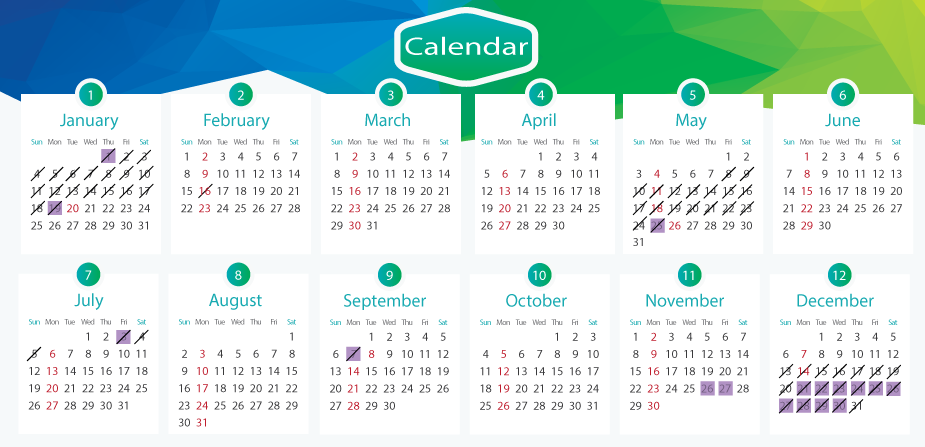 Calendar
1
January
Sun Mon Tue Wed Thu Fri Sat
1 2 3
4 5 6 7 8 9 10
11 12 13 14 15 16 17
18 19 20 21 22 23 24
25 26 27 28 29 30 31
2
February
Sun Mon Tue Wed Thu Fri Sat
1 2 3 4 5 6 7
8 9 10 11 12 13 14
15 16 17 18 19 20 21
22 23 24 25 26 27 28
3
March
Sun Mon Tue Wed Thu Fri Sat
1 2 3 4 5 6 7
8 9 10 11 12 13 14
15 16 17 18 19 20 21
22 23 24 25 26 27 28
29 30 31
4
April
Sun Mon Tue Wed Thu Fri Sat
1 2 3 4
5 6 7 8 9 10 11
12 13 14 15 16 17 18
19 20 21 22 23 24 25
26 27 28 29 30
5
May
Sun Mon Tue Wed Thu Fri Sat
1 2
3 4 5 6 7 8 9
10 11 12 13 14 15 16
17 18 19 20 21 22 23
24 25 26 27 28 29 30
31
6
June
Sun Mon Tue Wed Thu Fri Sat
1 2 3 4 5 6
7 8 9 10 11 12 13
14 15 16 17 18 19 20
21 22 23 24 25 26 27
28 29 30
7
July
Sun Mon Tue Wed Thu Fri Sat
1 2 3 4
5 6 7 8 9 10 11
12 13 14 15 16 17 18
19 20 21 22 23 24 25
26 27 28 29 30 31
8
August
Sun Mon Tue Wed Thu Fri Sat
1
2 3 4 5 6 7 8
9 10 11 12 13 14 15
16 17 18 19 20 21 22
23 24 25 26 27 28 29
30 31
9
September
Sun Mon Tue Wed Thu Fri Sat
1 2 3 4 5
6 7 8 9 10 11 12
13 14 15 16 17 18 19
20 21 22 23 24 25 26
27 28 29 30
10
October
Sun Mon Tue Wed Thu Fri Sat
1 2 3
4 5 6 7 8 9 10
11 12 13 14 15 16 17
18 19 20 21 22 23 24
25 26 27 28 29 30 31
11
November
Sun Mon Tue Wed Thu Fri Sat
1 2 3 4 5 6 7
8 9 10 11 12 13 14
15 16 17 18 19 20 21
22 23 24 25 26 27 28
29 30
12
December
Sun Mon Tue Wed Thu Fri Sat
1 2 3 4 5
6 7 8 9 10 11 12
13 14 15 16 17 18 19
20 21 22 23 24 25 26
27 28 29 30 31